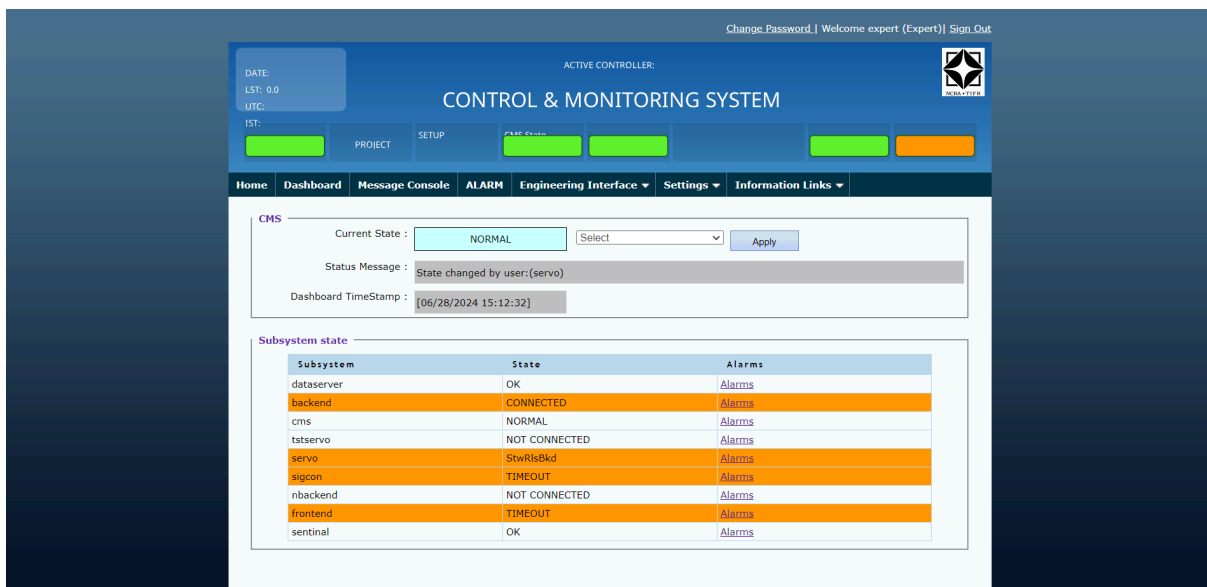 Change Password | Welcome expert (Expert)| Sign Out
ACTIVE CONTROLLER:
DATE:
LST: 0.0
UTC:
IST:
CONTROL & MONITORING SYSTEM
NCRA•TIFR
PROJECT
SETUP
CMS State
Home Dashboard Message Console ALARM Engineering Interface Settings Information Links
CMS
Current State : NORMAL Select Apply
Status Message : State changed by user:(servo)
Dashboard TimeStamp : [06/28/2024 15:12:32]
Subsystem state
Subsystem State Alarms
dataserver OK Alarms
backend CONNECTED Alarms
cms NORMAL Alarms
tstservo NOT CONNECTED Alarms
servo StwRlsBkd Alarms
sigcon TIMEOUT Alarms
nbackend NOT CONNECTED Alarms
frontend TIMEOUT Alarms
sentinal OK Alarms